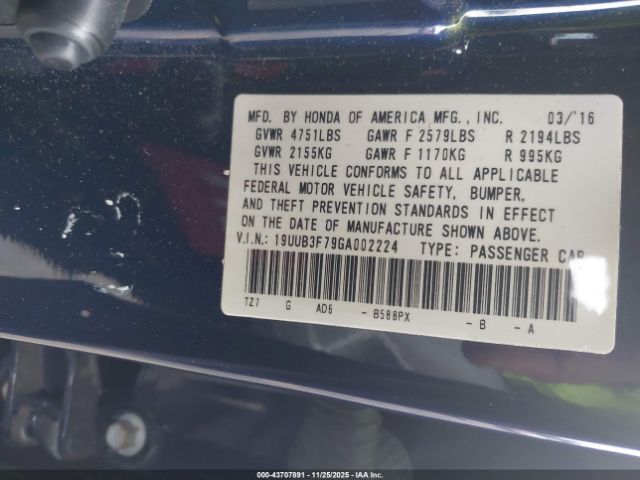 MFD. BY HONDA OF AMERICA MFG., INC. 03/'16
GVWR 4751LBS GAWR F 2579LBS R 2194LBS
GVWR 2155KG GAWR F 1170KG R 995KG
THIS VEHICLE CONFORMS TO ALL APPLICABLE
FEDERAL MOTOR VEHICLE SAFETY, BUMPER,
AND THEFT PREVENTION STANDARDS IN EFFECT
ON THE DATE OF MANUFACTURE SHOWN ABOVE.
V.I.N.: 19UUB3F79GA002224 TYPE: PASSENGER CAR
TZ7 G AD6 - B588PX - B - A
000-43707891 - 11/25/2025 - IAAI.COM